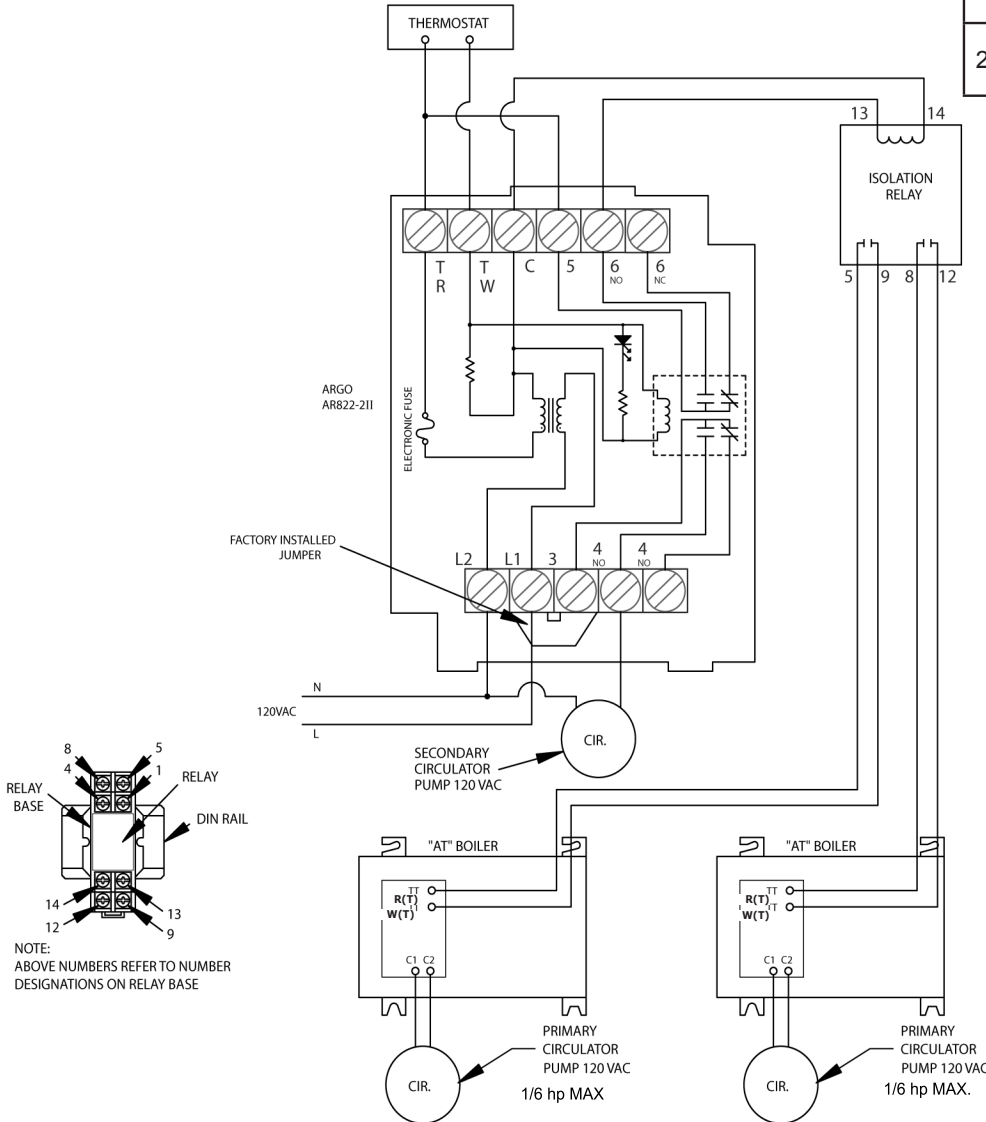 THERMOSTAT
2
13 14
ISOLATION
RELAY
5 9 8 12
T T C 5 6 6
R W NO NC
ARGO
AR822-2II
ELECTRONIC FUSE
FACTORY INSTALLED
JUMPER
L2 L1 3 4 4
NO NO
N
120VAC
L
CIR.
SECONDARY
CIRCULATOR
PUMP 120 VAC
8 5
4 1
RELAY
BASE
RELAY
DIN RAIL
14 13
12 9
NOTE:
ABOVE NUMBERS REFER TO NUMBER
DESIGNATIONS ON RELAY BASE
"AT" BOILER
TT
R(T)
W(T)
C1 C2
CIR.
PRIMARY
CIRCULATOR
PUMP 120 VAC
1/6 hp MAX
"AT" BOILER
TT
R(T)
W(T)
C1 C2
CIR.
PRIMARY
CIRCULATOR
PUMP 120 VAC
1/6 hp MAX.